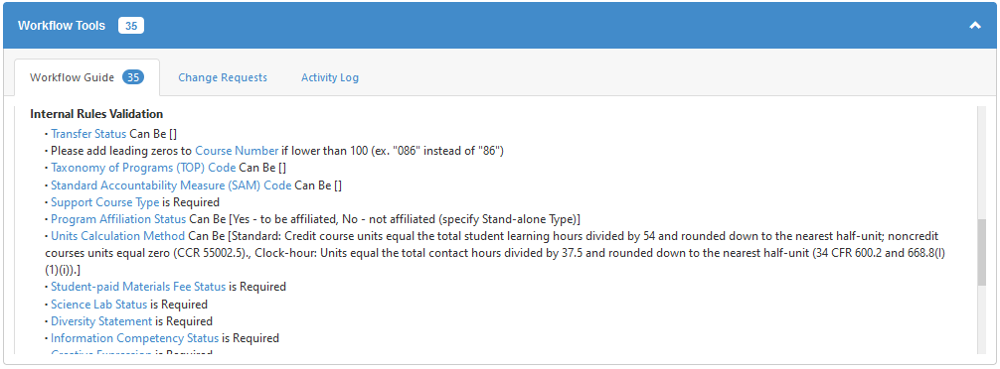 Workflow Tools 35
Workflow Guide 35 Change Requests Activity Log
Internal Rules Validation
• Transfer Status Can Be []
• Please add leading zeros to Course Number if lower than 100 (ex. "086" instead of "86")
• Taxonomy of Programs (TOP) Code Can Be []
• Standard Accountability Measure (SAM) Code Can Be []
• Support Course Type is Required
• Program Affiliation Status Can Be [Yes - to be affiliated, No - not affiliated (specify Stand-alone Type)]
• Units Calculation Method Can Be [Standard: Credit course units equal the total student learning hours divided by 54 and rounded down to the nearest half-unit; noncredit
courses units equal zero (CCR 55002.5)., Clock-hour: Units equal the total contact hours divided by 37.5 and rounded down to the nearest half-unit (34 CFR 600.2 and 668.8(l)
(1)(i)).]
• Student-paid Materials Fee Status is Required
• Science Lab Status is Required
• Diversity Statement is Required
• Information Competency Status is Required
• Creative Expression is Required